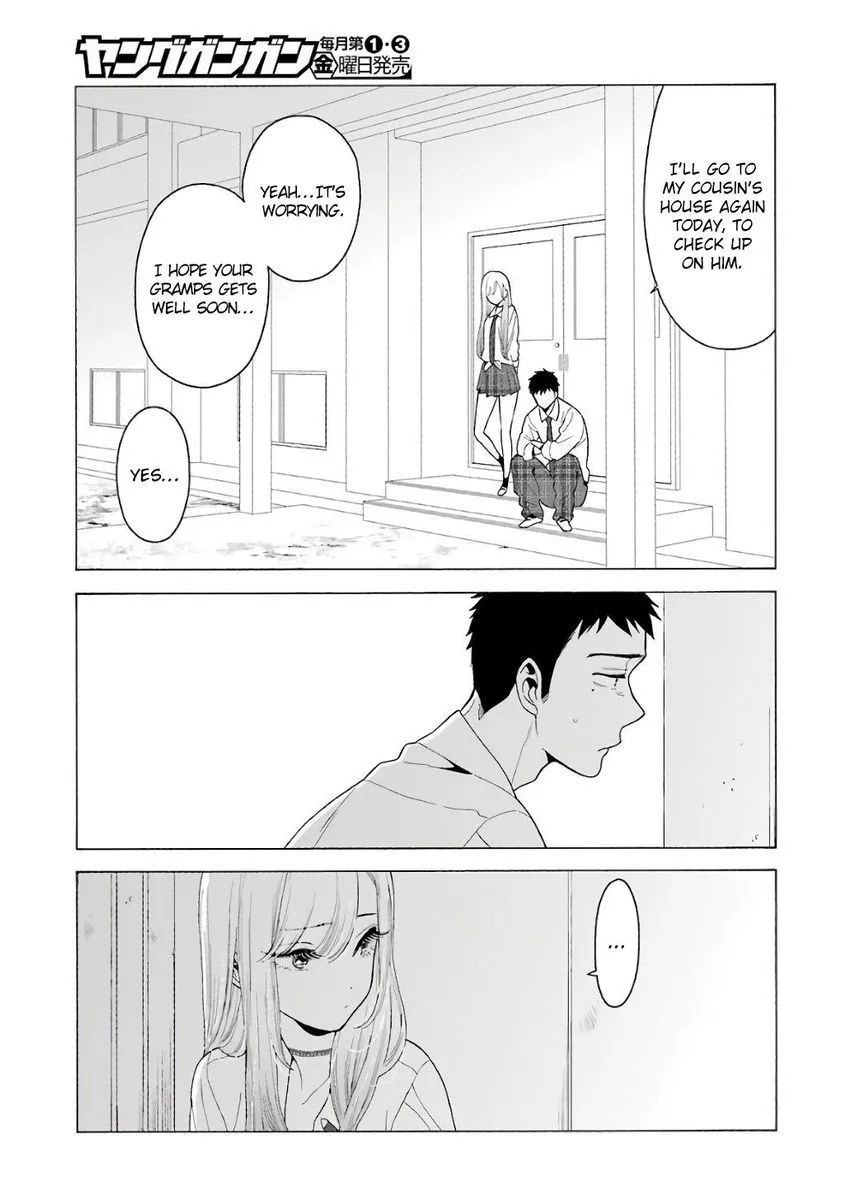 ヤングガンガン
毎月第❶・❸
金曜日発売
I'LL GO TO
MY COUSIN'S
HOUSE AGAIN
TODAY, TO
CHECK UP
ON HIM.
YEAH...IT'S
WORRYING.
I HOPE YOUR
GRAMPS GETS
WELL SOON...
YES...
...